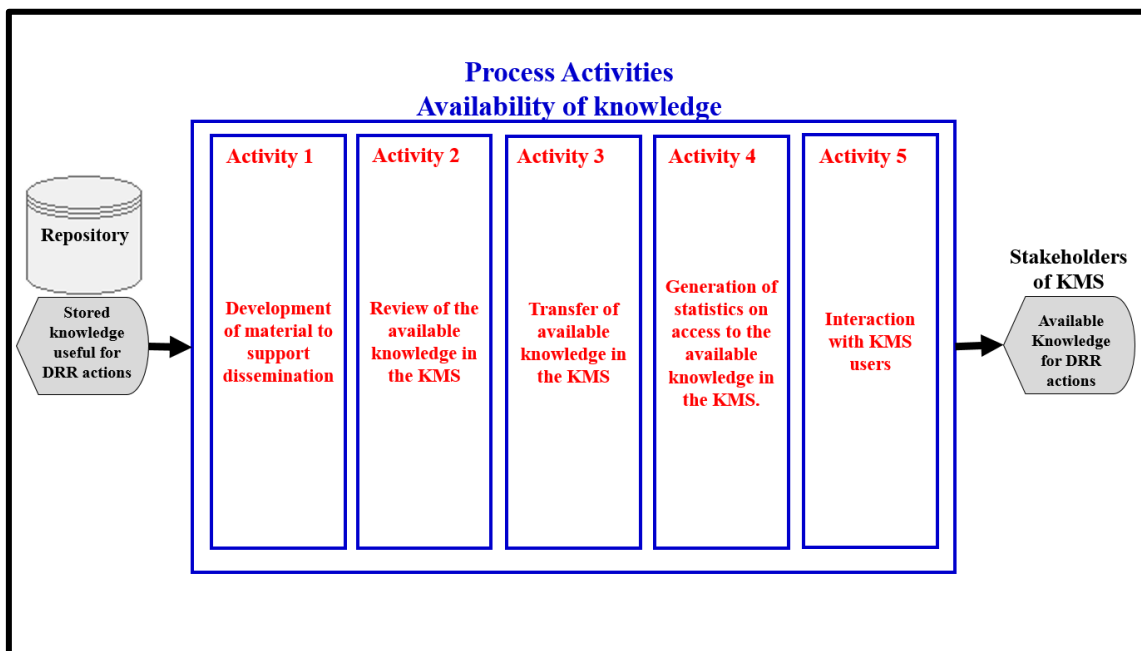 Process Activities
Availability of knowledge
Repository
Stored
knowledge
useful for
DRR actions
Activity 1
Development
of material to
support
dissemination
Activity 2
Review of the
available
knowledge in
the KMS
Activity 3
Transfer of
available
knowledge in
the KMS
Activity 4
Generation of
statistics on
access to the
available
knowledge in
the KMS.
Activity 5
Interaction
with KMS
users
Stakeholders
of KMS
Available
Knowledge
for DRR
actions